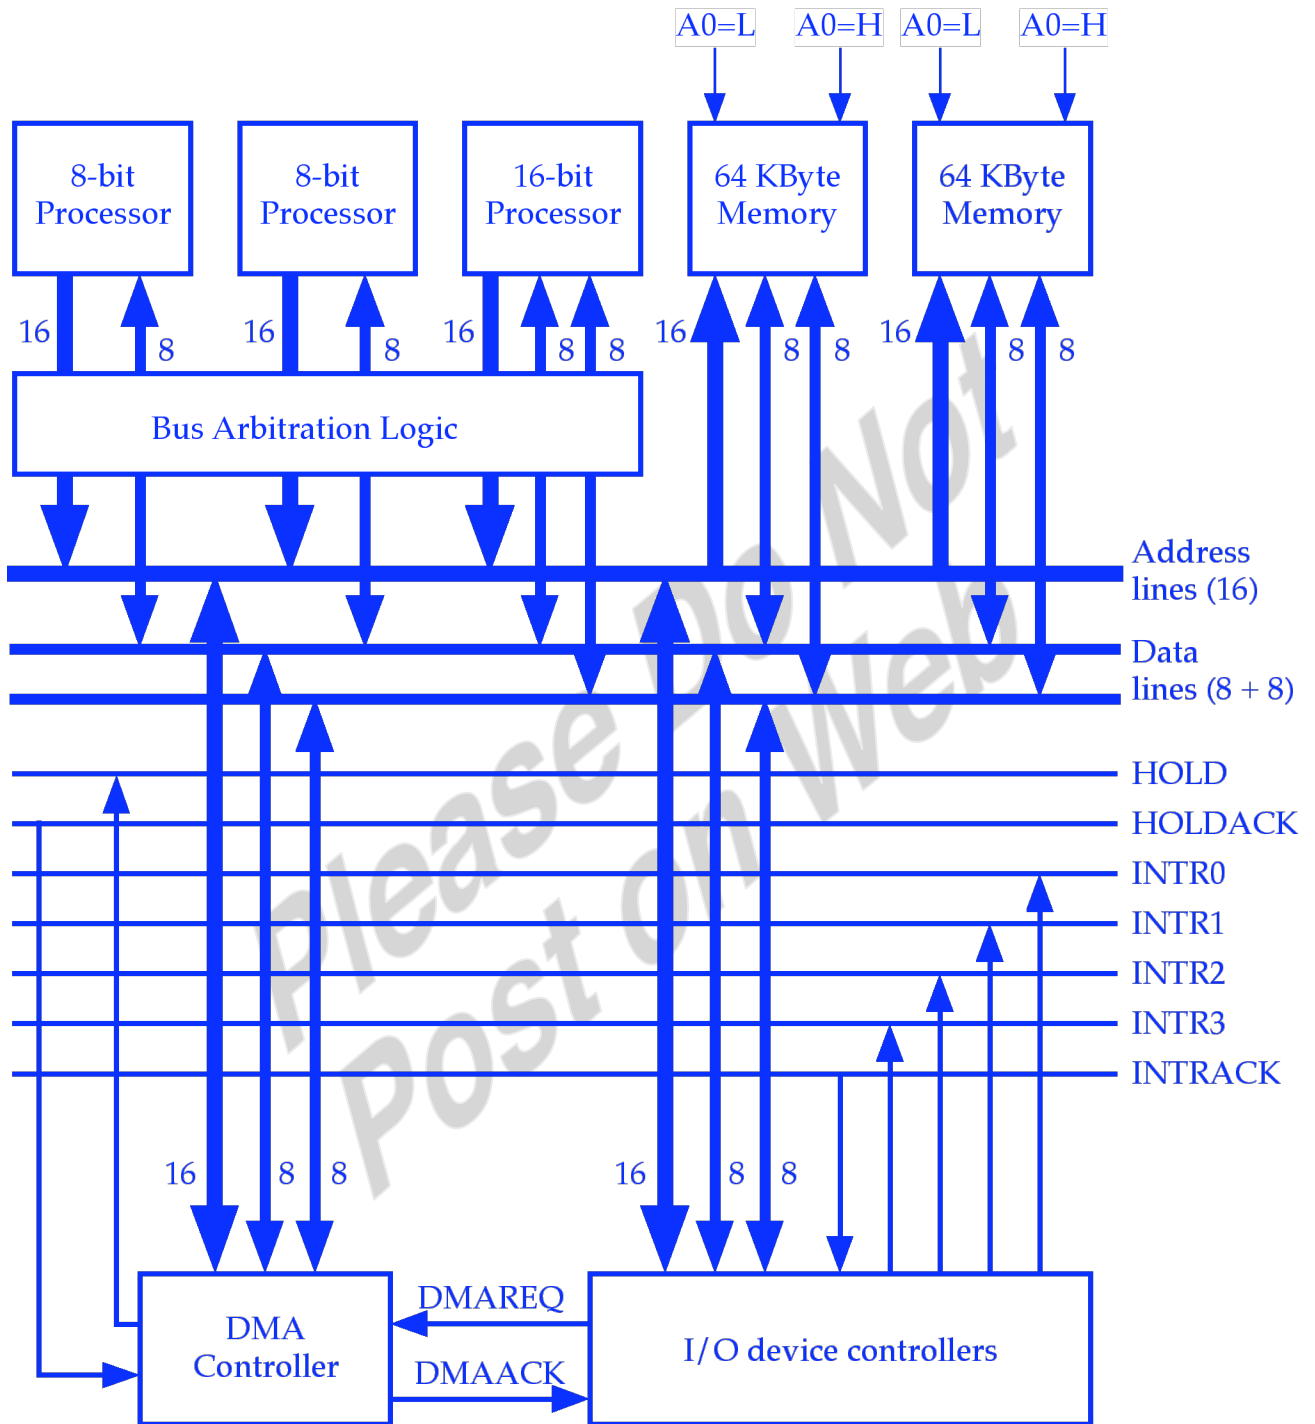 A0=L
A0=H
A0=L
A0=H
8-bit
Processor
8-bit
Processor
16-bit
Processor
64 KByte
Memory
64 KByte
Memory
16
8
16
8
16
8
8
16
8
8
16
8
8
Bus Arbitration Logic
Address
lines (16)
Data
lines (8 + 8)
HOLD
HOLDACK
INTR0
INTR1
INTR2
INTR3
INTRACK
Please Do Not
Post on Web
16
8
8
16
8
8
DMAREQ
DMA
Controller
DMAACK
I/O device controllers